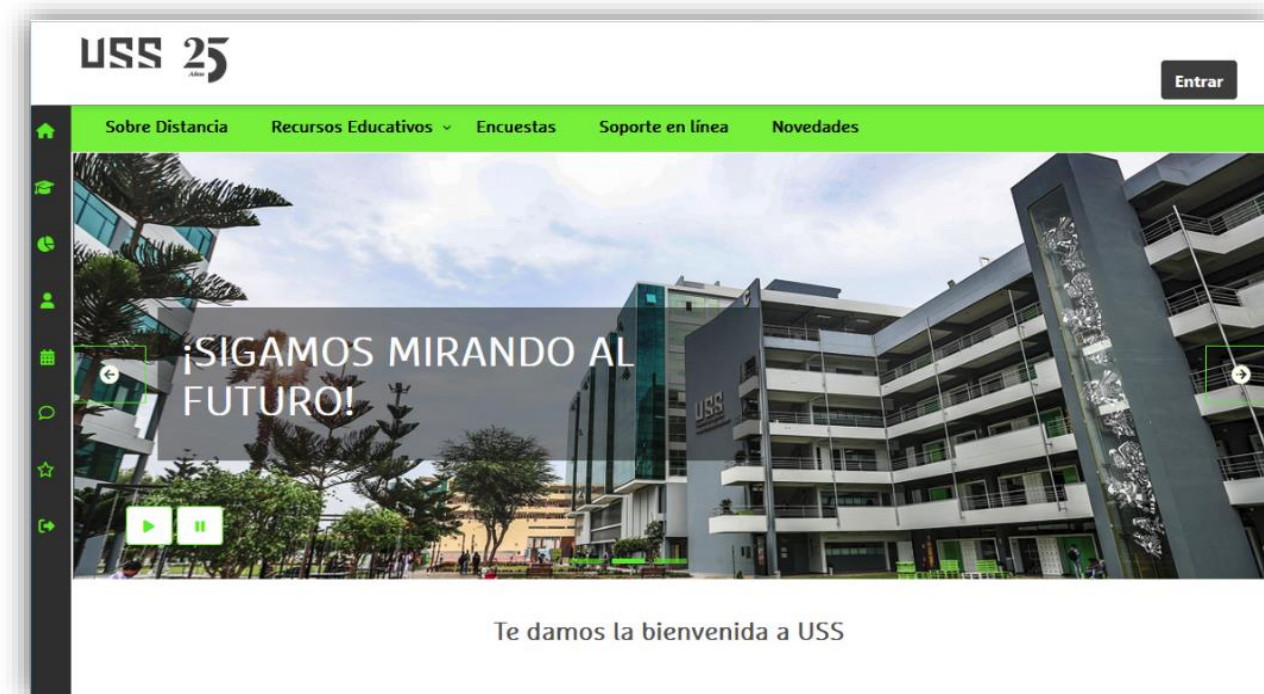 USS 25
Años
Entrar
Sobre Distancia Recursos Educativos Encuestas Soporte en línea Novedades
C
¡SIGAMOS MIRANDO AL
FUTURO!
USS
Te damos la bienvenida a USS